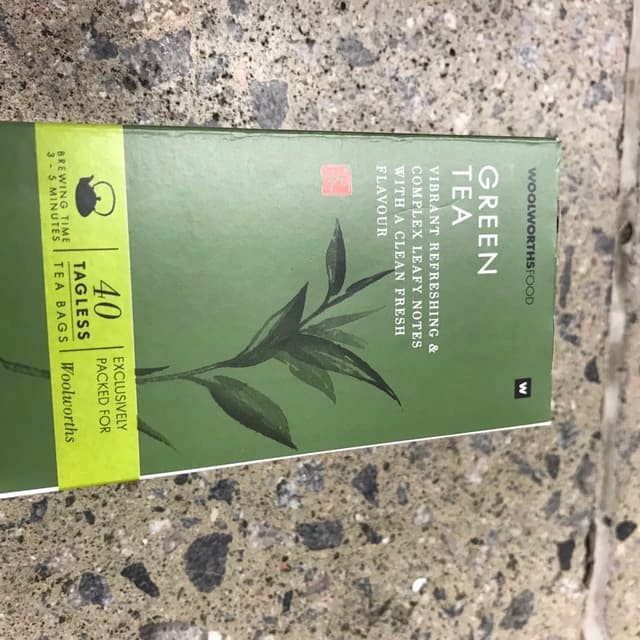 WOOLWORTHSFOOD
W
GREEN
TEA
VIBRANT REFRESHING &
COMPLEX LEAFY NOTES
WITH A CLEAN FRESH
FLAVOUR
BREWING TIME
3 - 5 MINUTES
40
TAGLESS
TEA BAGS
EXCLUSIVELY
PACKED FOR
Woolworths